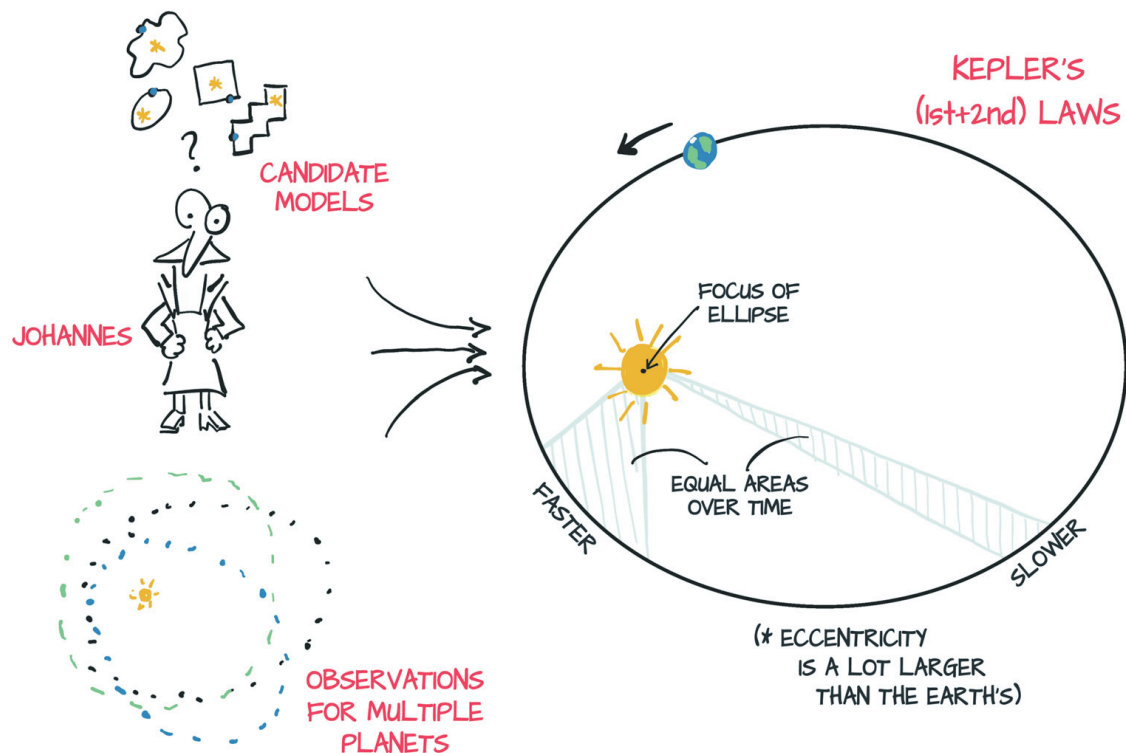 ?
CANDIDATE
MODELS
JOHANNES
OBSERVATIONS
FOR MULTIPLE
PLANETS
KEPLER'S
(1st+2nd) LAWS
FOCUS OF
ELLIPSE
EQUAL AREAS
OVER TIME
FASTER
SLOWER
(* ECCENTRICITY
IS A LOT LARGER
THAN THE EARTH'S)